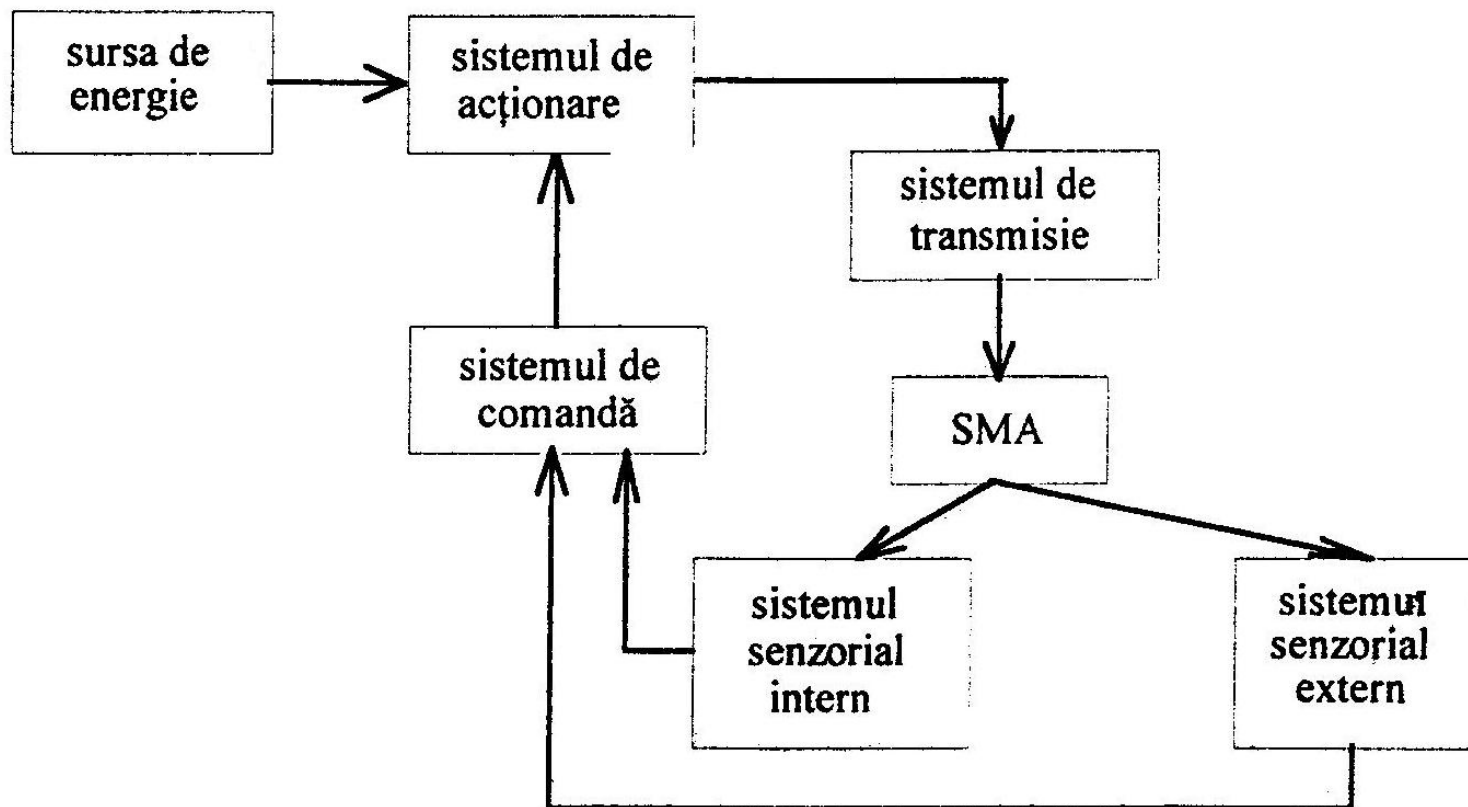 sursa de
energie
sistemul de
acționare
sistemul de
transmisie
sistemul de
comandă
SMA
sistemul
senzorial
intern
sistemul
senzorial
extern